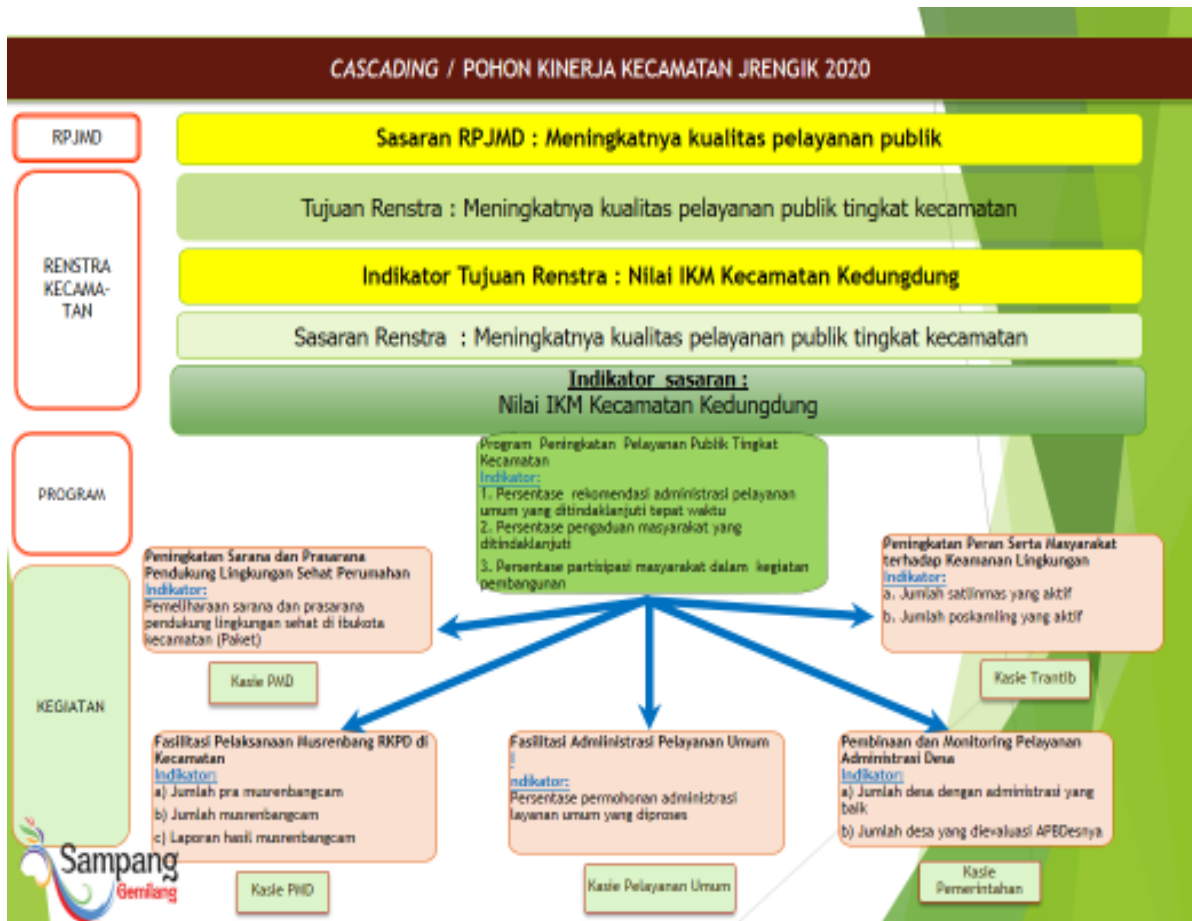 CASCADING / POHON KINERJA KECAMATAN JRENGIK 2020
RPJMD
Sasaran RPJMD : Meningkatnya kualitas pelayanan publik
RENSTRA
KECAMA-
TAN
Tujuan Renstra : Meningkatnya kualitas pelayanan publik tingkat kecamatan
Indikator Tujuan Renstra : Nilai IKM Kecamatan Kedungdung
Sasaran Renstra : Meningkatnya kualitas pelayanan publik tingkat kecamatan
Indikator sasaran :
Nilai IKM Kecamatan Kedungdung
PROGRAM
Program Peningkatan Pelayanan Publik Tingkat
Kecamatan
Indikator:
1. Persentase rekomendasi administrasi pelayanan
umum yang ditindaklanjuti tepat waktu
2. Persentase pengaduan masyarakat yang
ditindaklanjuti
3. Persentase partisipasi masyarakat dalam kegiatan
pembangunan
KEGIATAN
Peningkatan Sarana dan Prasarana
Pendukung Lingkungan Sehat Perumahan
Indikator:
Pemeliharaan sarana dan prasarana
pendukung lingkungan sehat di ibukota
kecamatan (Paket)
Kasie PMD
Peningkatan Peran Serta Masyarakat
terhadap Keamanan Lingkungan
Indikator:
a. Jumlah satlinmas yang aktif
b. Jumlah poskamling yang aktif
Kasie Trantib
Fasilitasi Pelaksanaan Musrenbang RKPD di
Kecamatan
Indikator:
a) Jumlah pra musrenbangcam
b) Jumlah musrenbangcam
c) Laporan hasil musrenbangcam
Kasie PMD
Fasilitasi Admiinistrasi Pelayanan Umum
I
ndikator:
Persentase permohonan administrasi
layanan umum yang diproses
Kasie Pelayanan Umum
Pembinaan dan Monitoring Pelayanan
Administrasi Desa
Indikator:
a) Jumlah desa dengan administrasi yang
baik
b) Jumlah desa yang dievaluasi APBDesnya
Kasie
Pemerintahan
Sampang
Gemilang